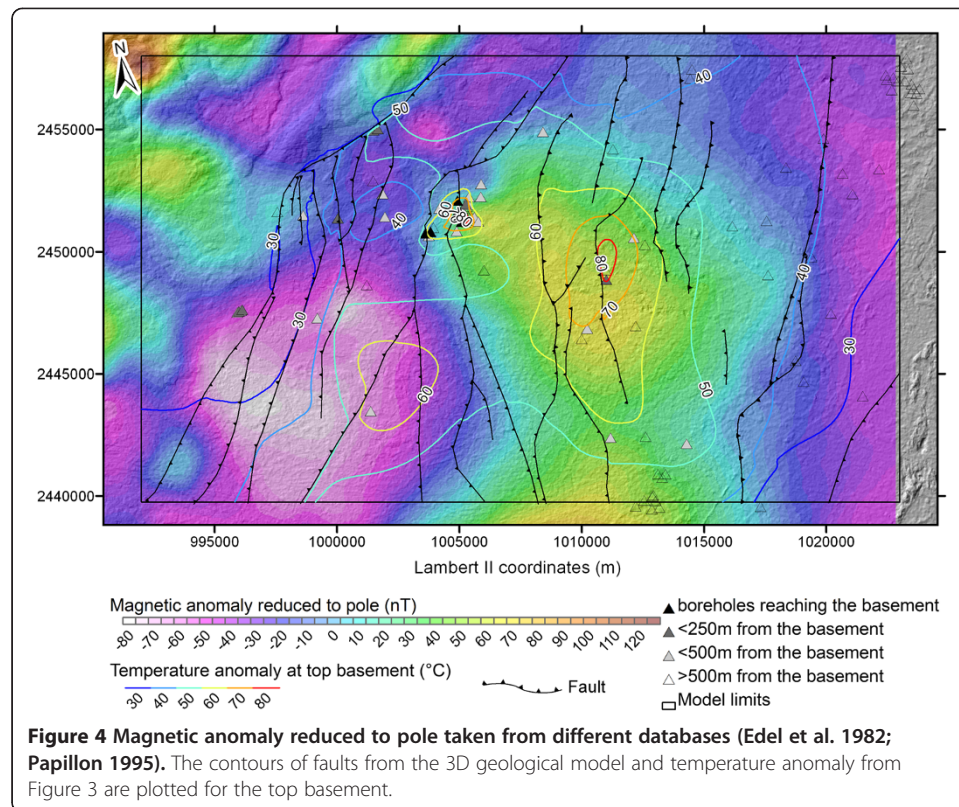 N
2455000
2450000
2445000
2440000
50
40
40
30
60
80
60
80
70
40
30
30
60
50
995000 1000000 1005000 1010000 1015000 1020000
Lambert II coordinates (m)
Magnetic anomaly reduced to pole (nT)
-80 -70 -60 -50 -40 -30 -20 -10 0 10 20 30 40 50 60 70 80 90 100 110 120
Temperature anomaly at top basement (°C)
30 40 50 60 70 80
Fault
boreholes reaching the basement
<250m from the basement
<500m from the basement
>500m from the basement
Model limits
Figure 4 Magnetic anomaly reduced to pole taken from different databases (Edel et al. 1982;
Papillon 1995). The contours of faults from the 3D geological model and temperature anomaly from
Figure 3 are plotted for the top basement.